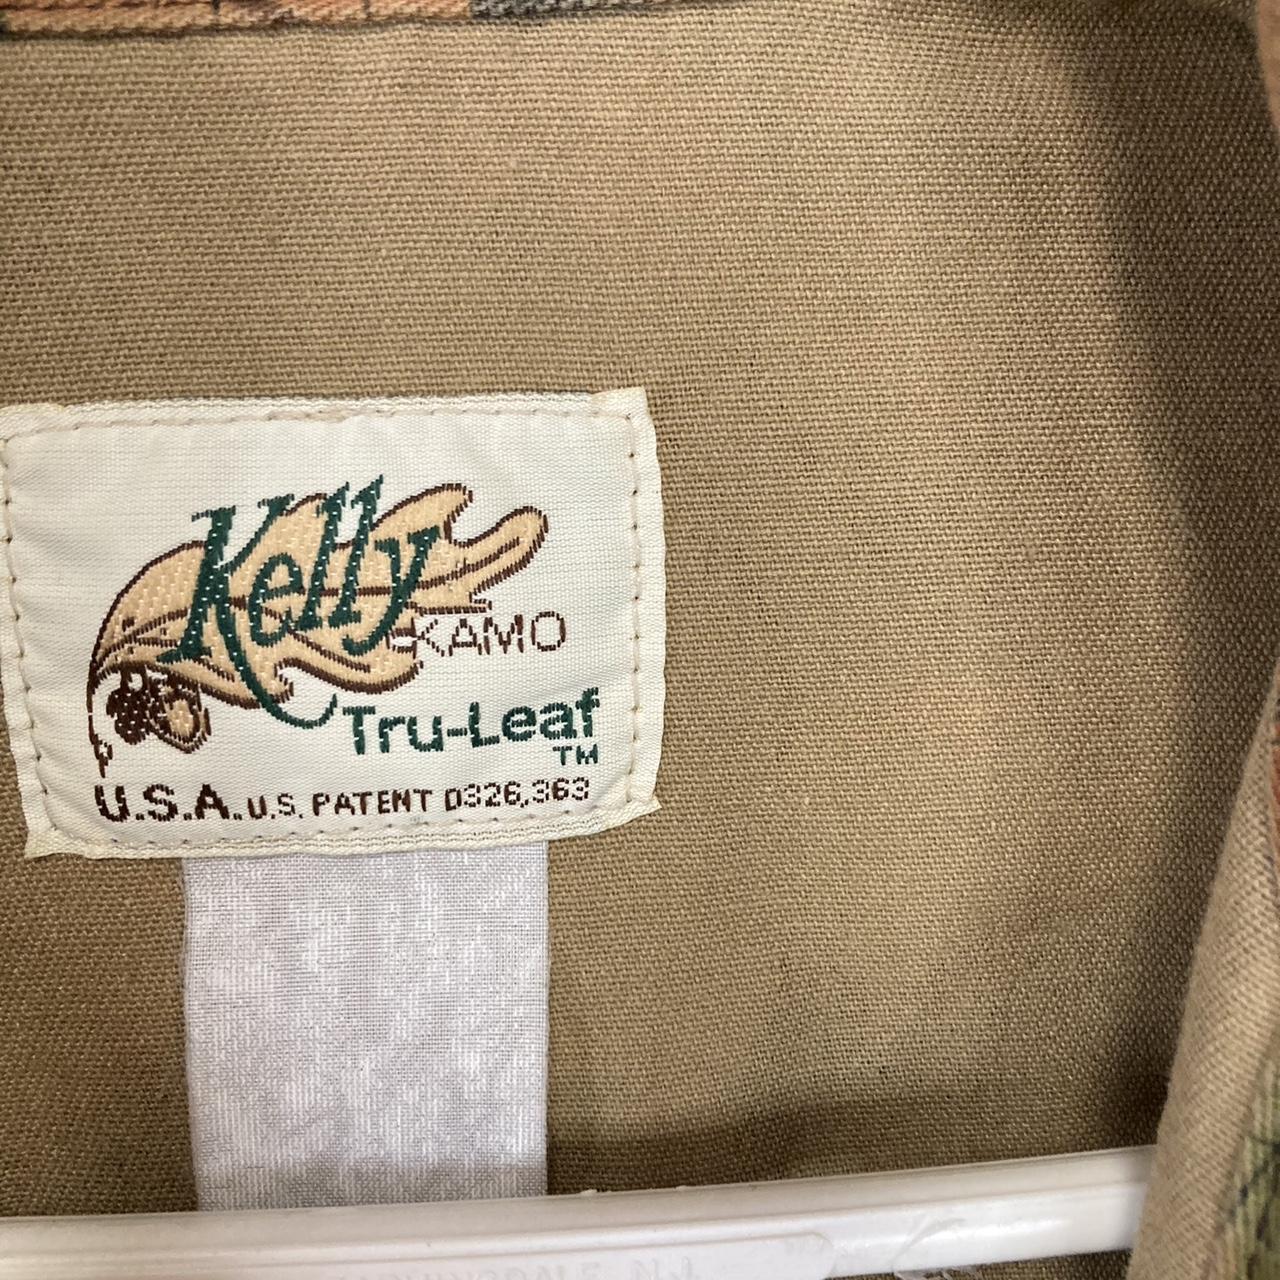 Kelly
KAMO
Tru-Leaf
TM
U.S.A. U.S. PATENT D326,363